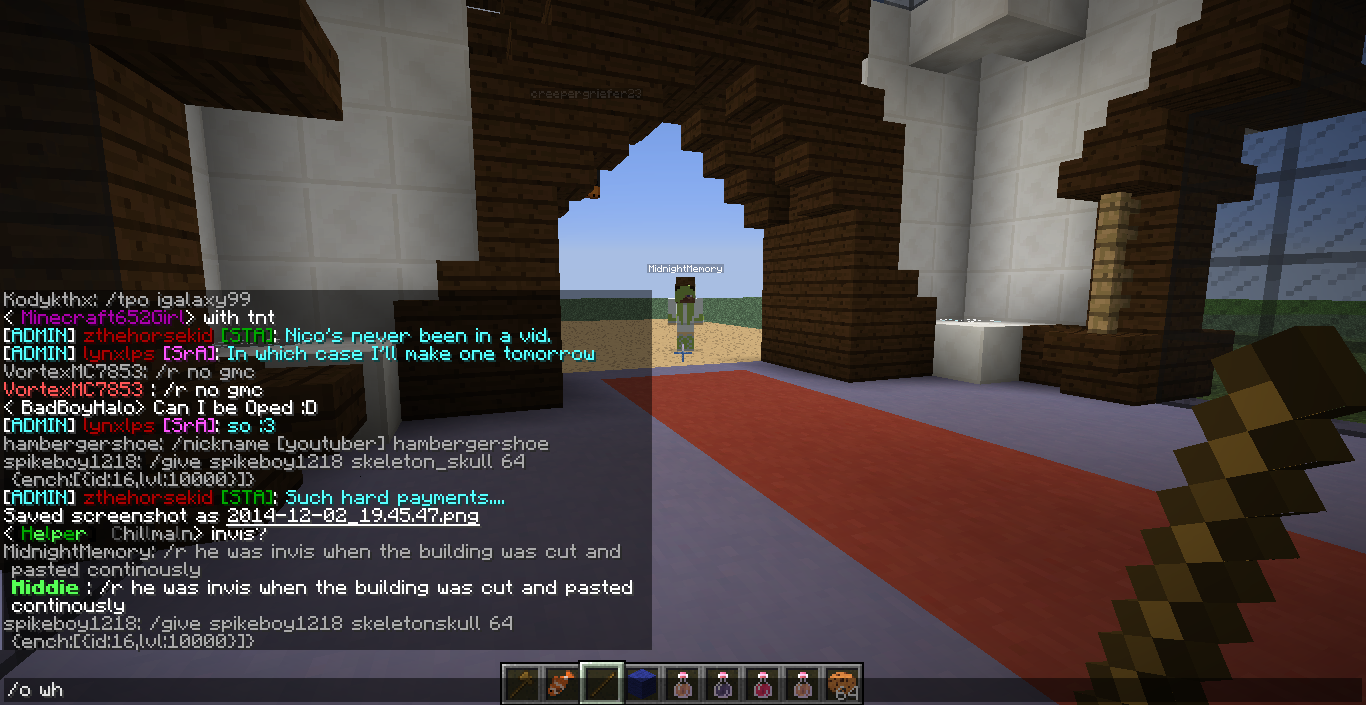 creepergriefer23
MidnightMemory
Kodykthx: /tpo igalaxy99
< Minecraft652Girl> with tnt
[ADMIN] zthehorsekid [STA]: Nico's never been in a vid.
[ADMIN] lynxlps [SrA]: In which case I'll make one tomorrow
VortexMC7853: /r no gmc
VortexMC7853 : /r no gmc
< BadBoyHalo> Can I be Oped :D
[ADMIN] lynxlps [SrA]: so :3
hambergershoe: /nickname [youtuber] hambergershoe
spikeboy1218: /give spikeboy1218 skeleton_skull 64
{ench:[{id:16,lvl:10000}]}
[ADMIN] zthehorsekid [STA]: Such hard payments....
Saved screenshot as 2014-12-02_19.45.47.png
< Helper Chillmaln> invis?
MidnightMemory: /r he was invis when the building was cut and
pasted continously
Middie : /r he was invis when the building was cut and pasted
continously
spikeboy1218: /give spikeboy1218 skeletonskull 64
{ench:[{id:16,lvl:10000}]}
/o wh
64